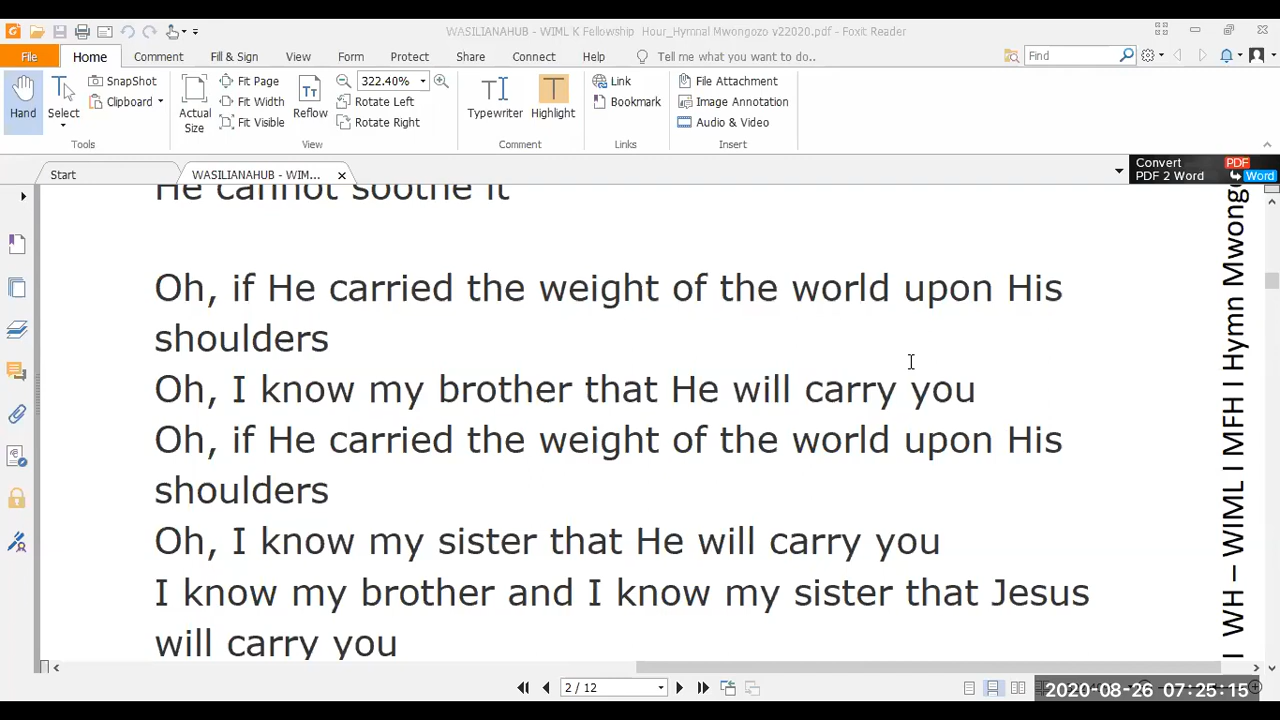 WASILIANAHUB - WIML K Fellowship Hour_Hymnal Mwongozo v22020.pdf - Foxit Reader
File Home Comment Fill & Sign View Form Protect Share Connect Help Tell me what you want to do.. Find
Hand Select SnapShot Clipboard
Tools
Actual Size Fit Page Fit Width Fit Visible Reflow 322.40% Rotate Left Rotate Right
View
Typewriter Highlight
Comment
Link Bookmark
Links
File Attachment Image Annotation Audio & Video
Insert
Start WASILIANAHUB - WIM...
Convert PDF
PDF 2 Word Word
He cannot soothe it
Oh, if He carried the weight of the world upon His
shoulders
Oh, I know my brother that He will carry you
Oh, if He carried the weight of the world upon His
shoulders
Oh, I know my sister that He will carry you
I know my brother and I know my sister that Jesus
will carry you
I WH – WIML I MFH I Hymn
2 / 12
2020-08-26 07:25:15